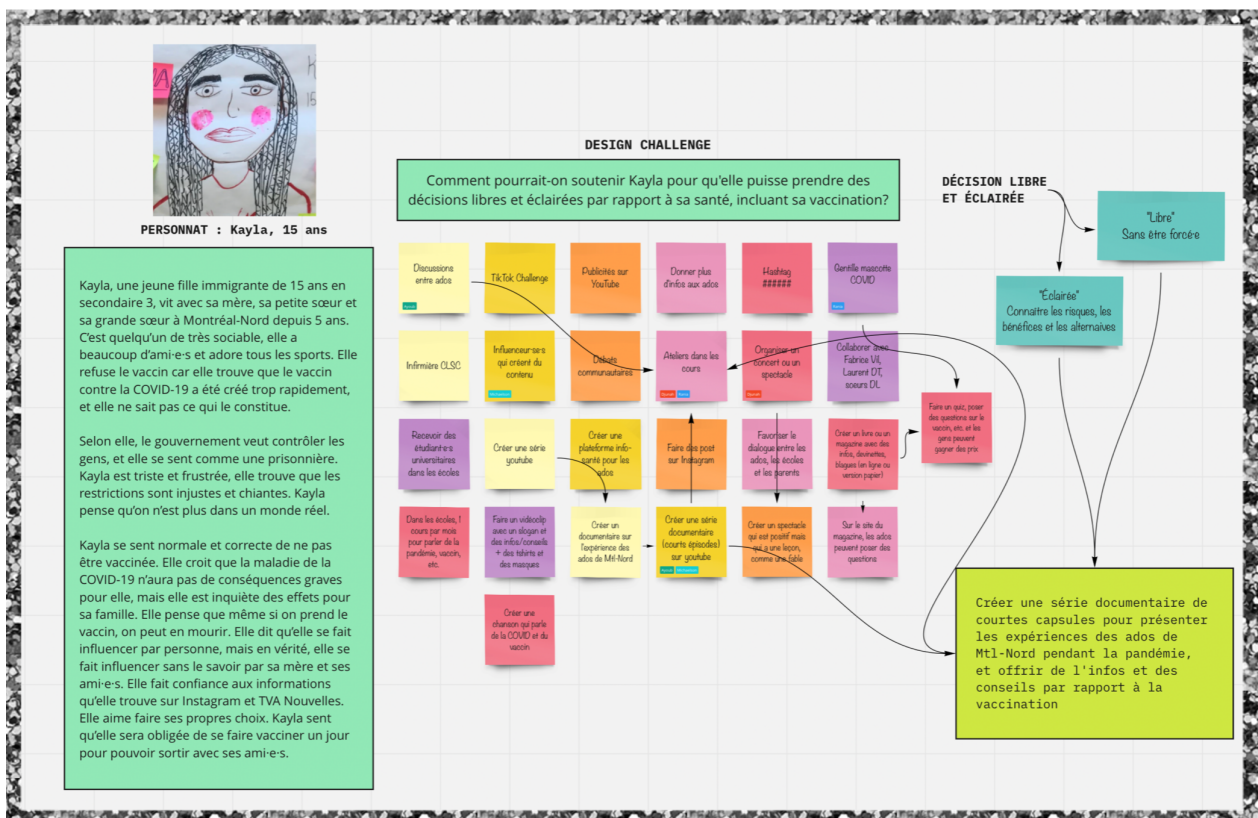 PERSONNAT : Kayla, 15 ans
Kayla, une jeune fille immigrante de 15 ans en
secondaire 3, vit avec sa mère, sa petite sœur et
sa grande sœur à Montréal-Nord depuis 5 ans.
C'est quelqu'un de très sociable, elle a
beaucoup d'ami·e·s et adore tous les sports. Elle
refuse le vaccin car elle trouve que le vaccin
contre la COVID-19 a été créé trop rapidement,
et elle ne sait pas ce qui le constitue.
Selon elle, le gouvernement veut contrôler les
gens, et elle se sent comme une prisonnière.
Kayla est triste et frustrée, elle trouve que les
restrictions sont injustes et chiantes. Kayla
pense qu'on n'est plus dans un monde réel.
Kayla se sent normale et correcte de ne pas
être vaccinée. Elle croit que la maladie de la
COVID-19 n'aura pas de conséquences graves
pour elle, mais elle est inquiète des effets pour
sa famille. Elle pense que même si on prend le
vaccin, on peut en mourir. Elle dit qu'elle se fait
influencer par personne, mais en vérité, elle se
fait influencer sans le savoir par sa mère et ses
ami·e·s. Elle fait confiance aux informations
qu'elle trouve sur Instagram et TVA Nouvelles.
Elle aime faire ses propres choix. Kayla sent
qu'elle sera obligée de se faire vacciner un jour
pour pouvoir sortir avec ses ami·e·s.
DESIGN CHALLENGE
Comment pourrait-on soutenir Kayla pour qu'elle puisse prendre des
décisions libres et éclairées par rapport à sa santé, incluant sa vaccination?
Discussions
entre ados
TikTok Challenge
Publicités sur
YouTube
Donner plus
d'infos aux ados
Hashtag
######
Gentille mascotte
COVID
Infirmière CLSC
Influenceur·se·s
qui créent du
contenu
Débats
communautaires
Ateliers dans les
cours
Organiser un
concert ou un
spectacle
Collaborer avec
Fabrice Vil,
Laurent DT,
soeurs DL
Recevoir des
étudiant·e·s
universitaires
dans les écoles
Créer une série
youtube
Créer une
plateforme info-
santé pour les
ados
Faire des post
sur Instagram
Favoriser le
dialogue entre les
ados, les écoles
et les parents
Créer un livre ou un
magazine avec des
infos, devinettes,
blagues (en ligne ou
version papier)
Faire un quiz, poser
des questions sur le
vaccin, etc. et les
gens peuvent
gagner des prix
Dans les écoles, 1
cours par mois
pour parler de la
pandémie, vaccin,
etc.
Faire un vidéoclip
avec un slogan et
des infos/conseils
+ des tshirts et
des masques
Créer un
documentaire sur
l'expérience des
ados de Mtl-Nord
Créer une série
documentaire
(courts épisodes)
sur youtube
Créer un spectacle
qui est positif mais
qui a une leçon,
comme une fable
Sur le site du
magazine, les ados
peuvent poser des
questions
Créer une
chanson qui parle
de la COVID et du
vaccin
DÉCISION LIBRE
ET ÉCLAIRÉE
"Libre"
Sans être forcé·e
"Éclairée"
Connaître les risques, les
bénéfices et les alternaives
Créer une série documentaire de
courtes capsules pour présenter
les expériences des ados de
Mtl-Nord pendant la pandémie,
et offrir de l'infos et des
conseils par rapport à la
vaccination